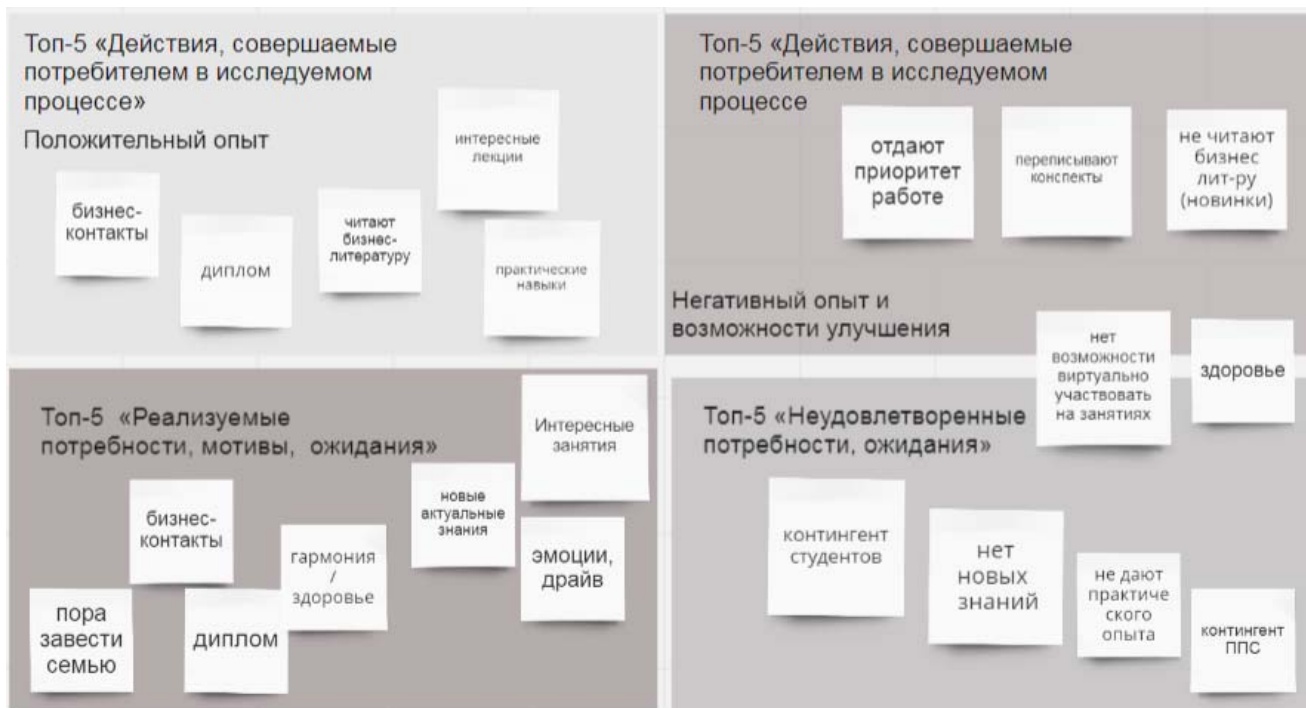 Топ-5 «Действия, совершаемые
потребителем в исследуемом
процессе»
Положительный опыт
бизнес-
контакты
диплом
читают
бизнес-
литературу
интересные
лекции
практические
навыки
Топ-5 «Действия, совершаемые
потребителем в исследуемом
процессе
отдают
приоритет
работе
переписывают
конспекты
не читают
бизнес
лит-ру
(новинки)
Негативный опыт и
возможности улучшения
нет
возможности
виртуально
участвовать
на занятиях
здоровье
Топ-5 «Реализуемые
потребности, мотивы, ожидания»
бизнес-
контакты
гармония
/
здоровье
новые
актуальные
знания
Интересные
занятия
эмоции,
драйв
пора
завести
семью
диплом
Топ-5 «Неудовлетворенные
потребности, ожидания»
контингент
студентов
нет
новых
знаний
не дают
практиче
ского
опыта
контингент
ППС